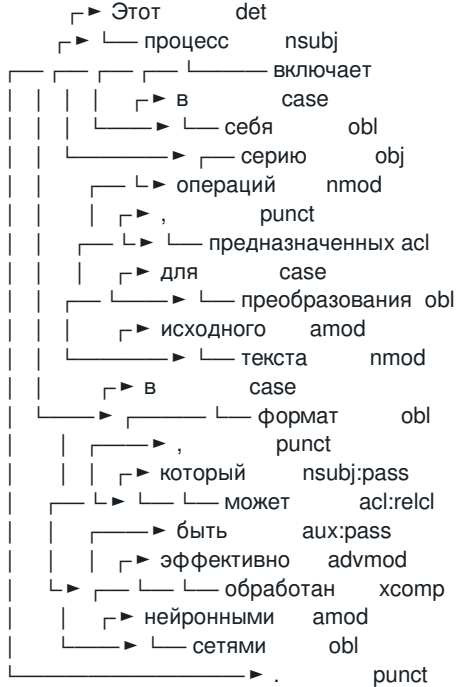 Этот det
процесс nsubj
включает
в case
себя obl
серию obj
операций nmod
, punct
предназначенных acl
для case
преобразования obl
исходного amod
текста nmod
в case
формат obl
, punct
который nsubj:pass
может acl:relcl
быть aux:pass
эффективно advmod
обработан xcomp
нейронными amod
сетями obl
. punct